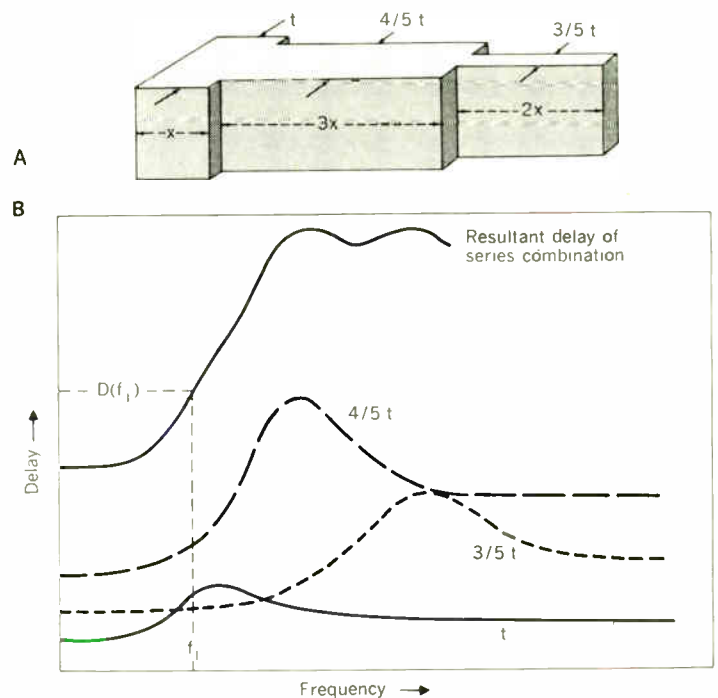 t
4/5 t
3/5 t
x
3x
2x
A
B
Resultant delay of
series combination
D(f₁)
4/5 t
Delay
3/5 t
t
f₁
Frequency